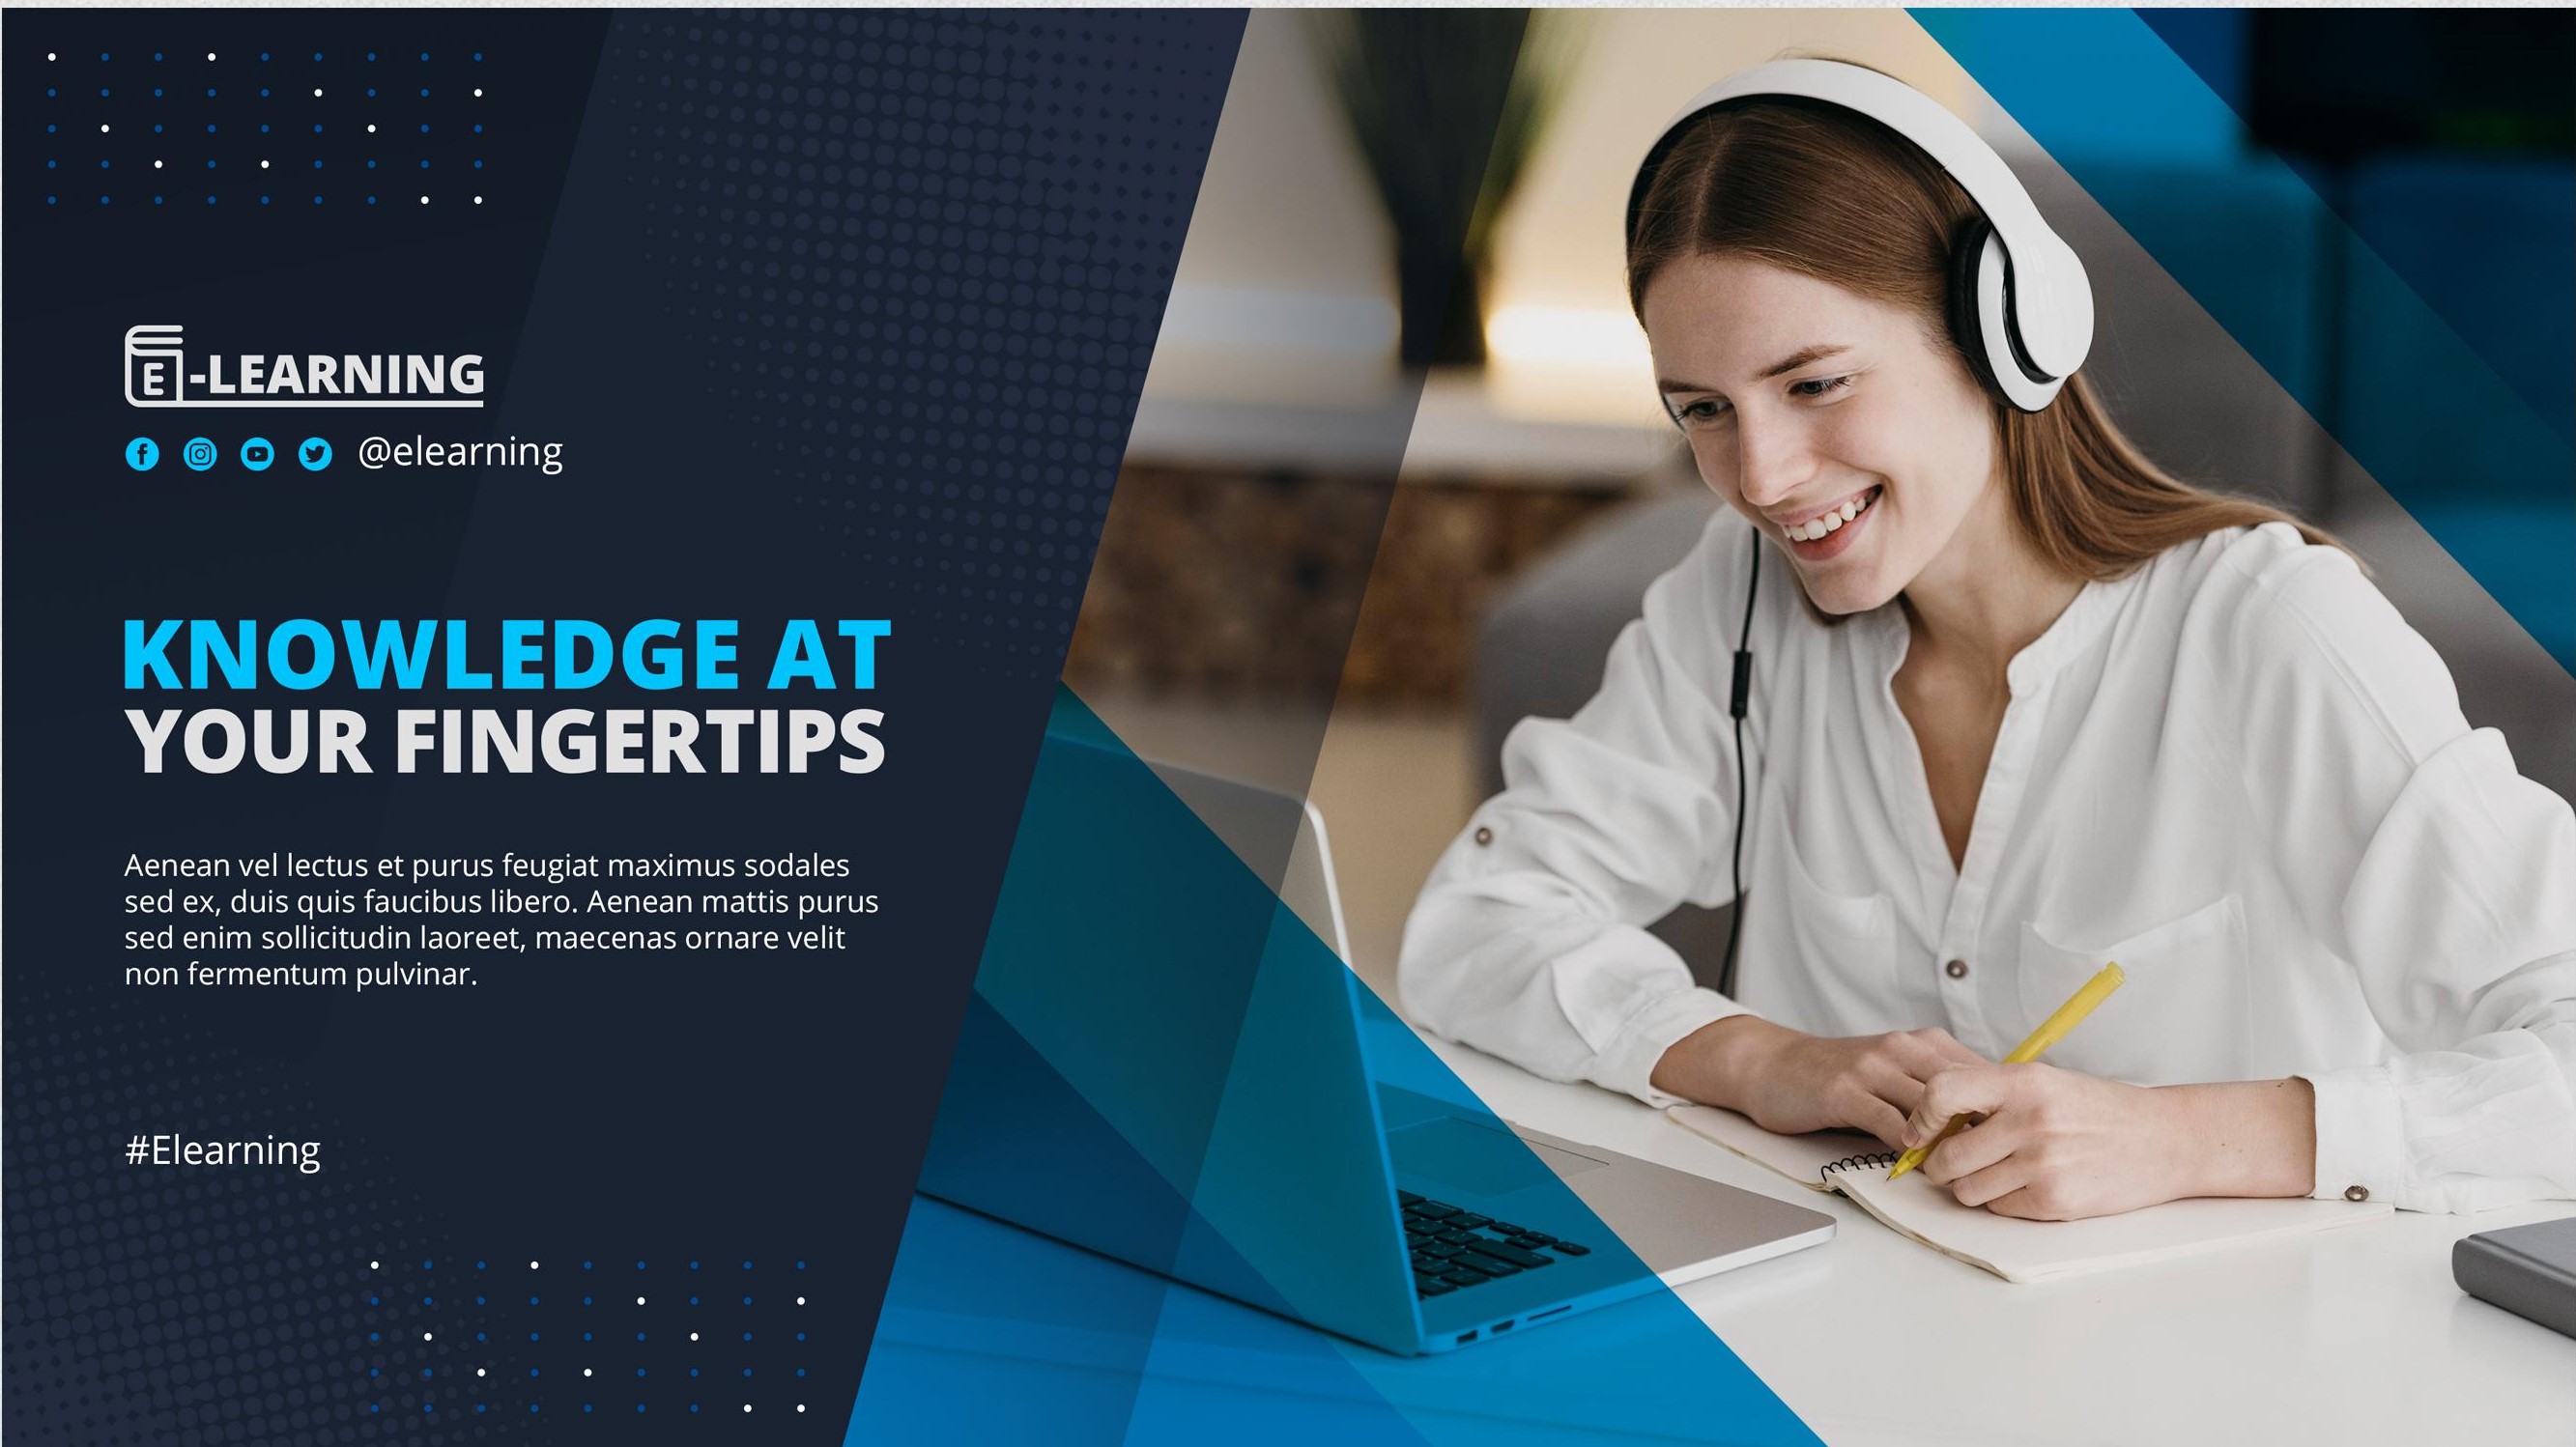 E-LEARNING
@elearning
KNOWLEDGE AT
YOUR FINGERTIPS
Aenean vel lectus et purus feugiat maximus sodales
sed ex, duis quis faucibus libero. Aenean mattis purus
sed enim sollicitudin laoreet, maecenas ornare velit
non fermentum pulvinar.
#Elearning